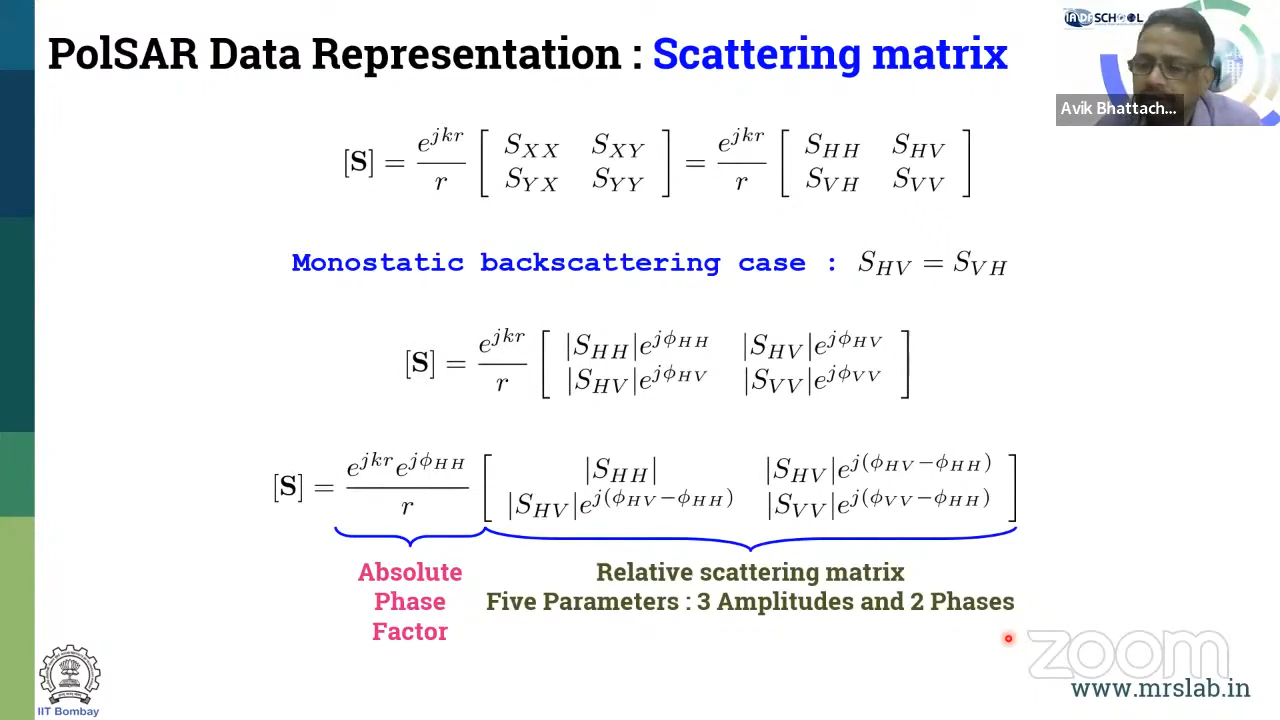 PolSAR Data Representation : Scattering matrix
SCHOOL
Avik Bhattach...
[S] = e^{jkr}/r [ S_{XX} S_{XY} ; S_{YX} S_{YY} ] = e^{jkr}/r [ S_{HH} S_{HV} ; S_{VH} S_{VV} ]
Monostatic backscattering case : S_{HV} = S_{VH}
[S] = e^{jkr}/r [ |S_{HH}|e^{jϕ_{HH}} |S_{HV}|e^{jϕ_{HV}} ; |S_{HV}|e^{jϕ_{HV}} |S_{VV}|e^{jϕ_{VV}} ]
[S] = e^{jkr}e^{jϕ_{HH}}/r [ |S_{HH}| |S_{HV}|e^{j(ϕ_{HV}−ϕ_{HH})} ; |S_{HV}|e^{j(ϕ_{HV}−ϕ_{HH})} |S_{VV}|e^{j(ϕ_{VV}−ϕ_{HH})} ]
Absolute
Phase
Factor
Relative scattering matrix
Five Parameters : 3 Amplitudes and 2 Phases
zoom
www.mrslab.in
IIT Bombay